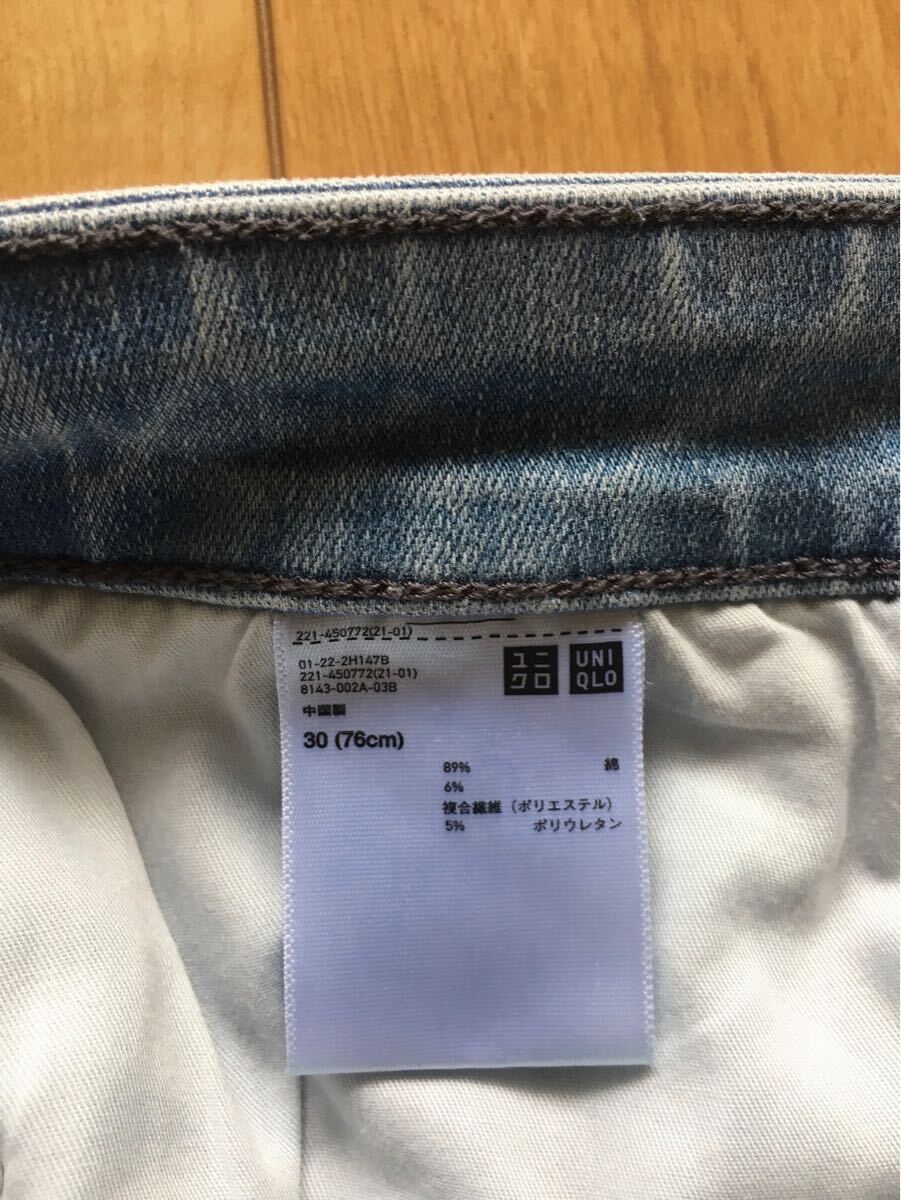 221-450772(21-01)
01-22-2H147B
221-450772(21-01)
8143-002A-03B
ユニクロ
UNIQLO
中国製
30 (76cm)
89% 綿
6%
複合繊維（ポリエステル）
5% ポリウレタン